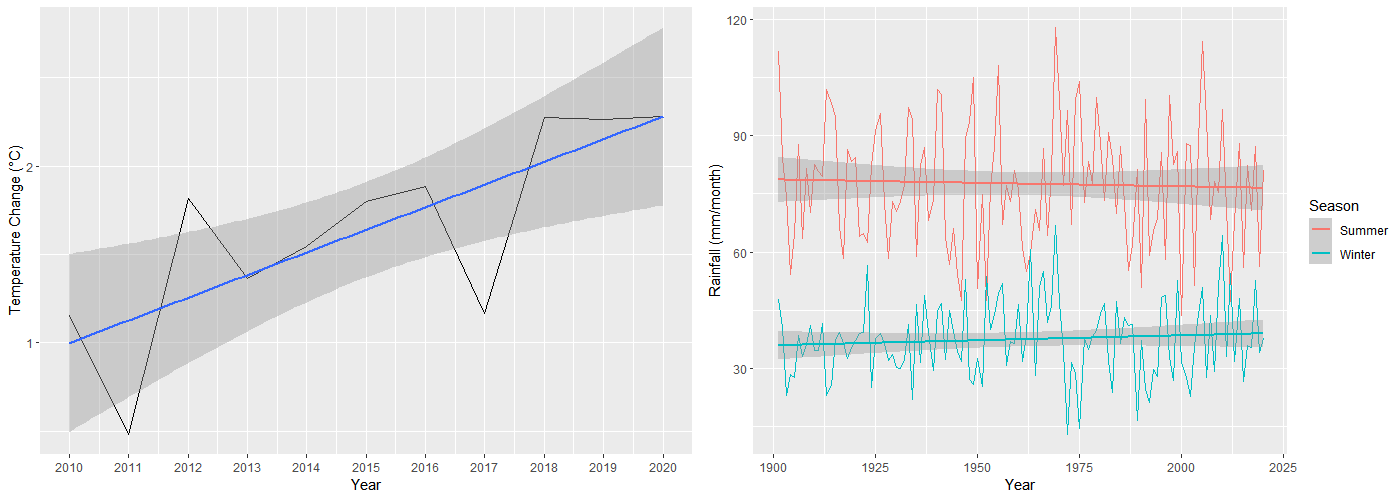 Temperature Change (°C)
2
1
2010 2011 2012 2013 2014 2015 2016 2017 2018 2019 2020
Year
Rainfall (mm/month)
120
90
60
30
1900 1925 1950 1975 2000 2025
Year
Season
Summer
Winter